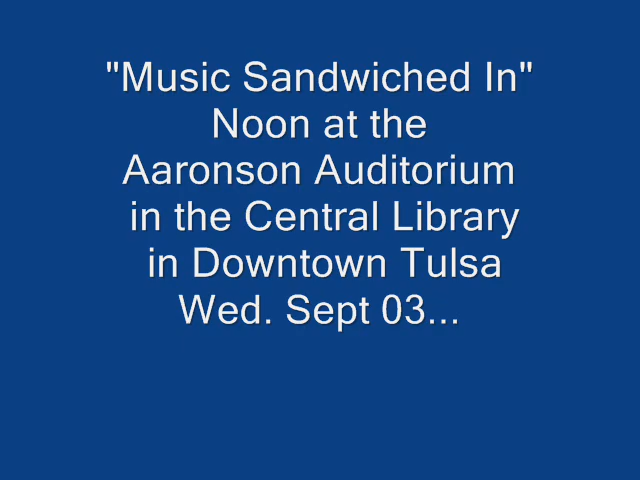 "Music Sandwiched In"
Noon at the
Aaronson Auditorium
in the Central Library
in Downtown Tulsa
Wed. Sept 03...